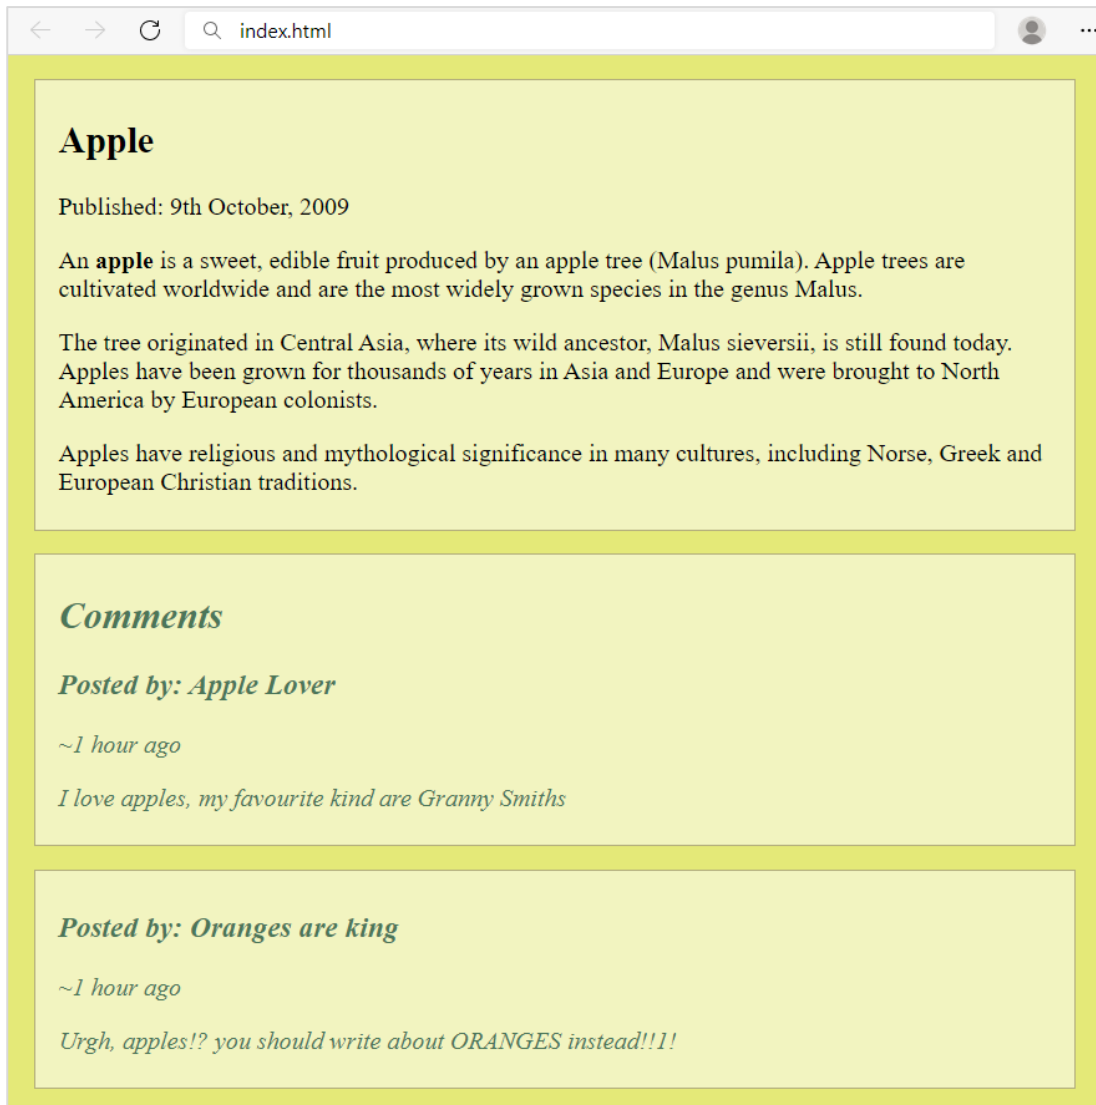 index.html
Apple
Published: 9th October, 2009
An apple is a sweet, edible fruit produced by an apple tree (Malus pumila). Apple trees are
cultivated worldwide and are the most widely grown species in the genus Malus.
The tree originated in Central Asia, where its wild ancestor, Malus sieversii, is still found today.
Apples have been grown for thousands of years in Asia and Europe and were brought to North
America by European colonists.
Apples have religious and mythological significance in many cultures, including Norse, Greek and
European Christian traditions.
Comments
Posted by: Apple Lover
~1 hour ago
I love apples, my favourite kind are Granny Smiths
Posted by: Oranges are king
~1 hour ago
Urgh, apples!? you should write about ORANGES instead!!1!